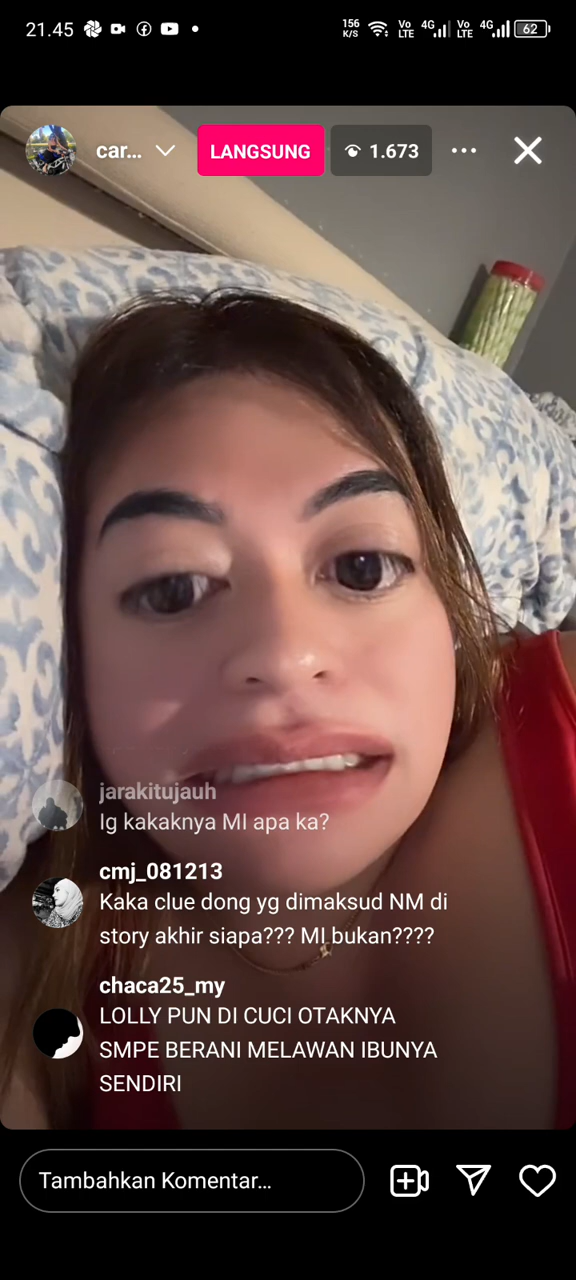 21.45
156
K/S
Vo
LTE
4G
Vo
LTE
4G
62
car...
LANGSUNG
1.673
jarakitujauh
Ig kakaknya MI apa ka?
cmj_081213
Kaka clue dong yg dimaksud NM di
story akhir siapa??? MI bukan????
chaca25_my
LOLLY PUN DI CUCI OTAKNYA
SMPE BERANI MELAWAN IBUNYA
SENDIRI
Tambahkan Komentar...